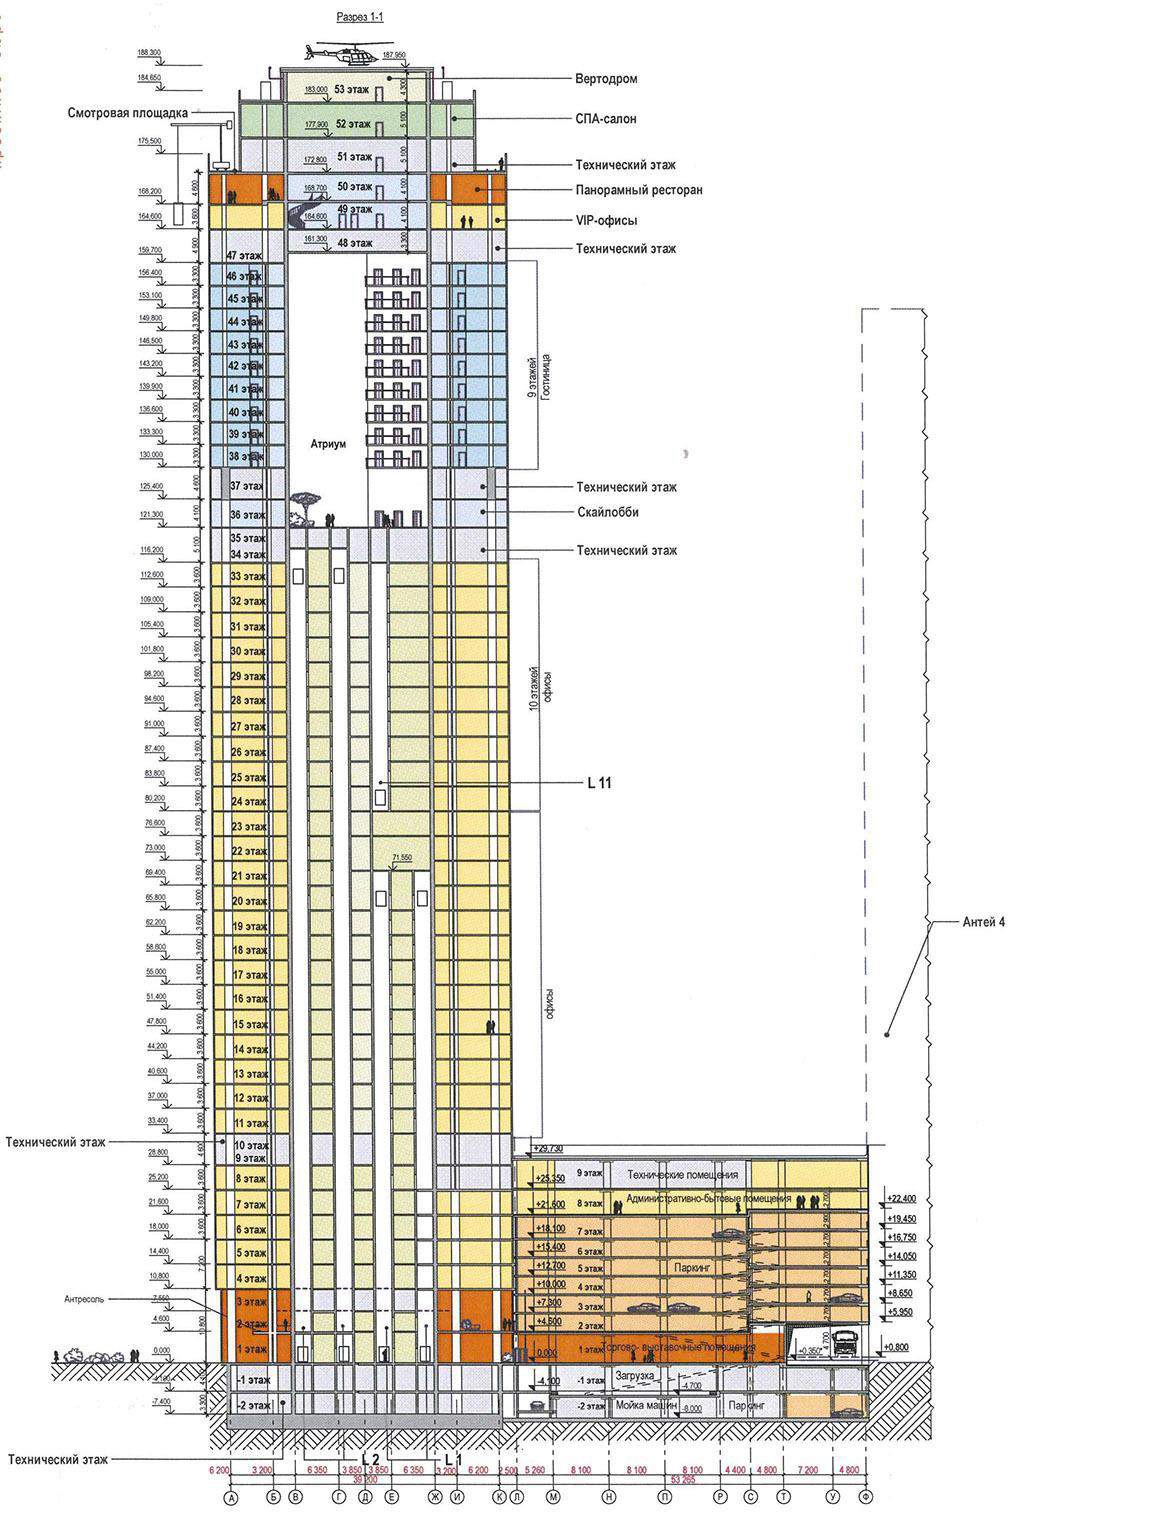 Разрез 1-1
188.300
187.950
184.650
Вертодром
53 этаж
183.000
4.300
Смотровая площадка
СПА-салон
52 этаж
177.900
5.100
175.500
51 этаж
172.800
5.100
Технический этаж
50 этаж
168.700
4.100
4.600
Панорамный ресторан
168.200
49 этаж
164.600
4.100
3.600
VIP-офисы
164.600
48 этаж
161.300
3.300
4.900
Технический этаж
47 этаж
159.700
46 этаж
156.400
45 этаж
153.100
44 этаж
149.800
43 этаж
146.500
42 этаж
143.200
9 этажей
Гостиница
41 этаж
139.900
40 этаж
136.600
39 этаж
133.300
Атриум
38 этаж
130.000
37 этаж
Технический этаж
125.400
36 этаж
Скайлобби
121.300
35 этаж
34 этаж
Технический этаж
116.200
33 этаж
112.600
32 этаж
109.000
31 этаж
105.400
30 этаж
101.800
29 этаж
98.200
10 этажей
офисы
28 этаж
94.600
27 этаж
91.000
26 этаж
87.400
25 этаж
83.800
L 11
24 этаж
80.200
23 этаж
76.600
22 этаж
73.000
71.550
21 этаж
69.400
20 этаж
65.800
19 этаж
62.200
Антей 4
18 этаж
58.600
17 этаж
55.000
16 этаж
51.400
офисы
15 этаж
47.800
14 этаж
44.200
13 этаж
40.600
12 этаж
37.000
11 этаж
33.400
Технический этаж
10 этаж
9 этаж
28.800
+29.730
9 этаж
Технические помещения
8 этаж
25.200
+25.350
8 этаж
Административно-бытовые помещения
7 этаж
21.600
+21.600
+22.400
7 этаж
+19.450
6 этаж
18.000
+18.100
6 этаж
+16.750
5 этаж
14.400
+15.400
5 этаж
Паркинг
+14.050
4 этаж
10.800
+12.700
4 этаж
+11.350
+10.000
Антресоль
3 этаж
7.550
+7.300
3 этаж
+8.650
2 этаж
4.600
+4.600
2 этаж
+5.950
1 этаж
0.000
0.000
1 этаж
Торгово- выставочные помещения
+0.350
+0.800
-1 этаж
-4.100
-4.100
-1 этаж
Загрузка
-4.700
-2 этаж
-7.400
-2 этаж
Мойка машин
-8.000
Паркинг
Технический этаж
L 2
L 1
6 200
3 200
6 350
3 850
3 850
6 350
3 200
6 200
2 500
5 260
8 100
8 100
8 100
4 400
4 800
7 200
4 800
39 200
53 265
А
Б
В
Г
Д
Е
Ж
И
К
Л
М
Н
П
Р
С
Т
У
Ф